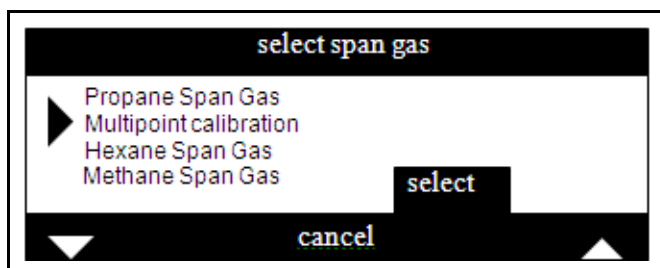 select span gas
Propane Span Gas
Multipoint calibration
Hexane Span Gas
Methane Span Gas
select
cancel